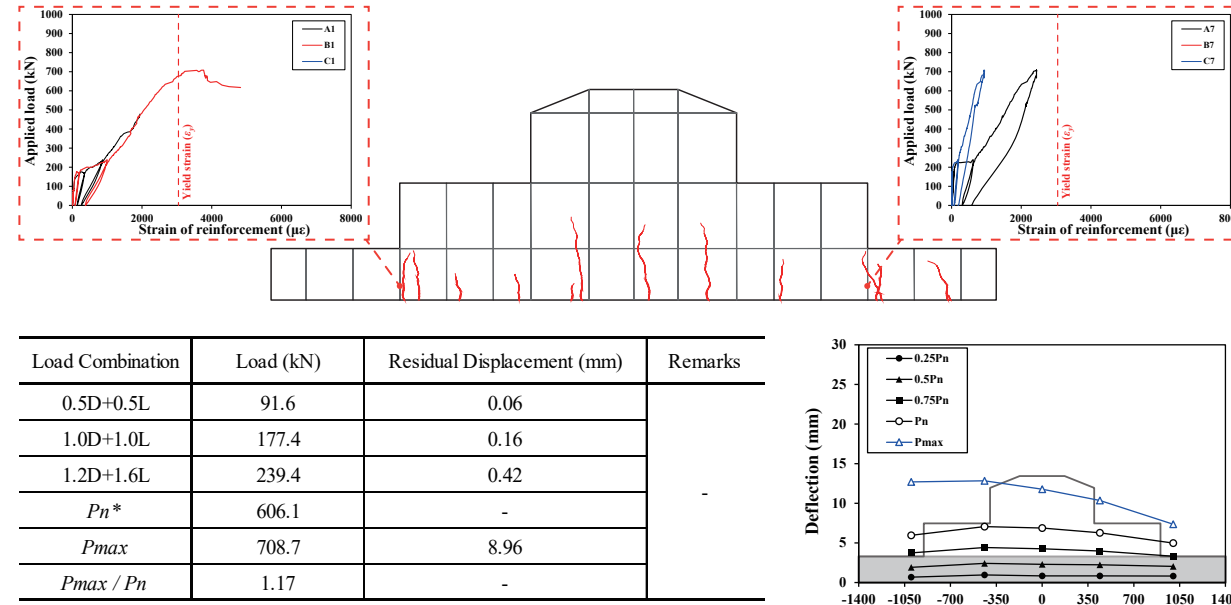 1000
900
800
700
600
500
400
300
200
100
0
Applied load (kN)
A1
B1
C1
Yield strain (εy)
0 2000 4000 6000 8000
Strain of reinforcement (με)
1000
900
800
700
600
500
400
300
200
100
0
Applied load (kN)
A7
B7
C7
Yield strain (εy)
0 2000 4000 6000 80
Strain of reinforcement (με)
Load Combination Load (kN) Residual Displacement (mm) Remarks
0.5D+0.5L 91.6 0.06
1.0D+1.0L 177.4 0.16
1.2D+1.6L 239.4 0.42
-
Pn* 606.1 -
Pmax 708.7 8.96
Pmax / Pn 1.17 -
30
25
20
15
10
5
0
Deflection (mm)
0.25Pn
0.5Pn
0.75Pn
Pn
Pmax
-1400 -1050 -700 -350 0 350 700 1050 140